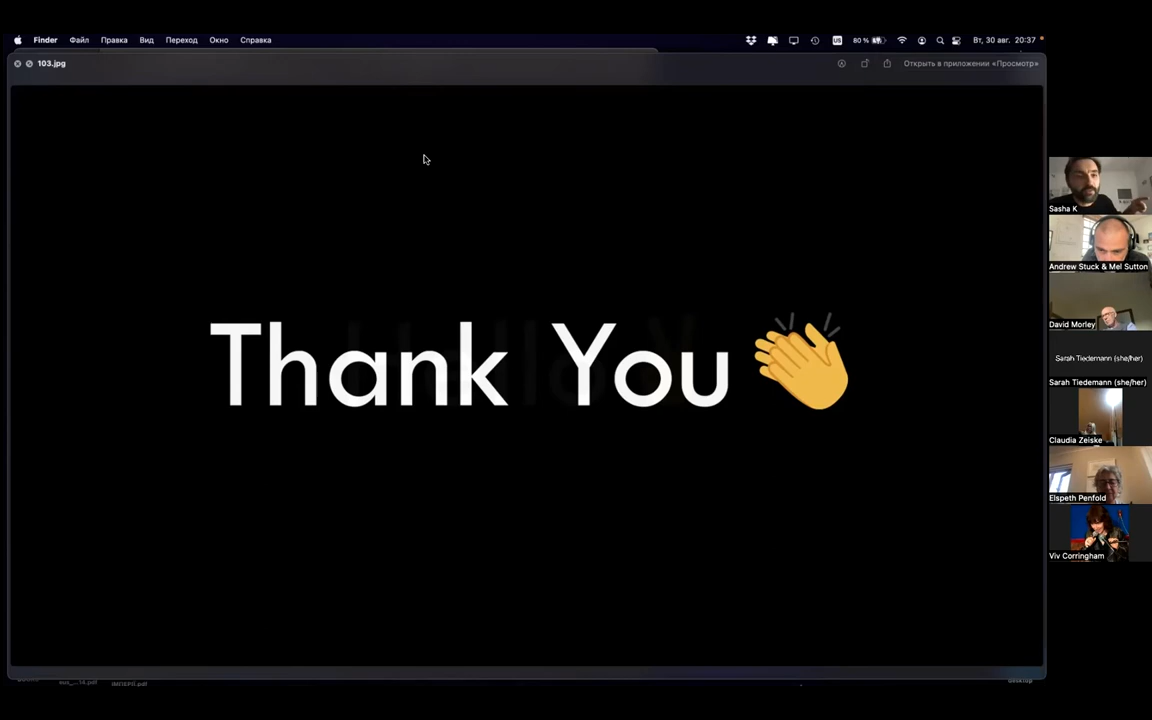 Finder Файл Правка Вид Переход Окно Справка US 80 % Вт, 30 авг. 20:37
103.jpg Открыть в приложении «Просмотр»
Thank You 👏
Sasha K
Andrew Stuck & Mel Sutton
David Morley
Sarah Tiedemann (she/her)
Sarah Tiedemann (she/her)
Claudia Zeiske
Elspeth Penfold
Viv Corringham
desktop